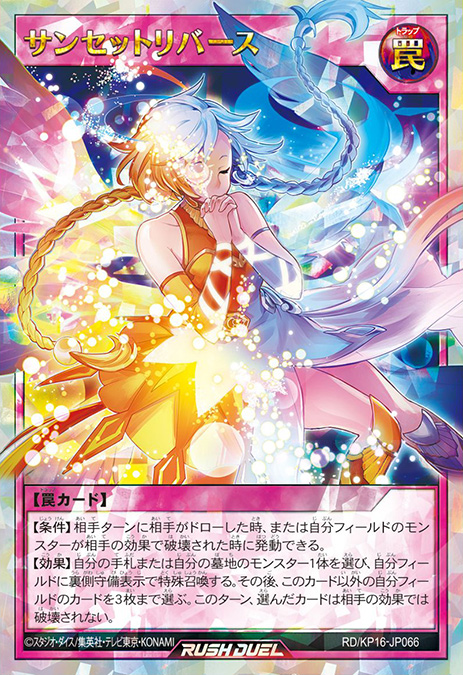 サンセットリバース
トラップ
罠
【罠カード】
【条件】相手ターンに相手がドローした時、または自分フィールドのモン
スターが相手の効果で破壊された時に発動できる。
【効果】自分の手札または自分の墓地のモンスター1体を選び、自分フィー
ルドに裏側守備表示で特殊召喚する。その後、このカード以外の自分フィー
ルドのカードを3枚まで選ぶ。このターン、選んだカードは相手の効果では
破壊されない。
©スタジオ・ダイス/集英社・テレビ東京・KONAMI
RUSH DUEL
RD/KP16-JP066